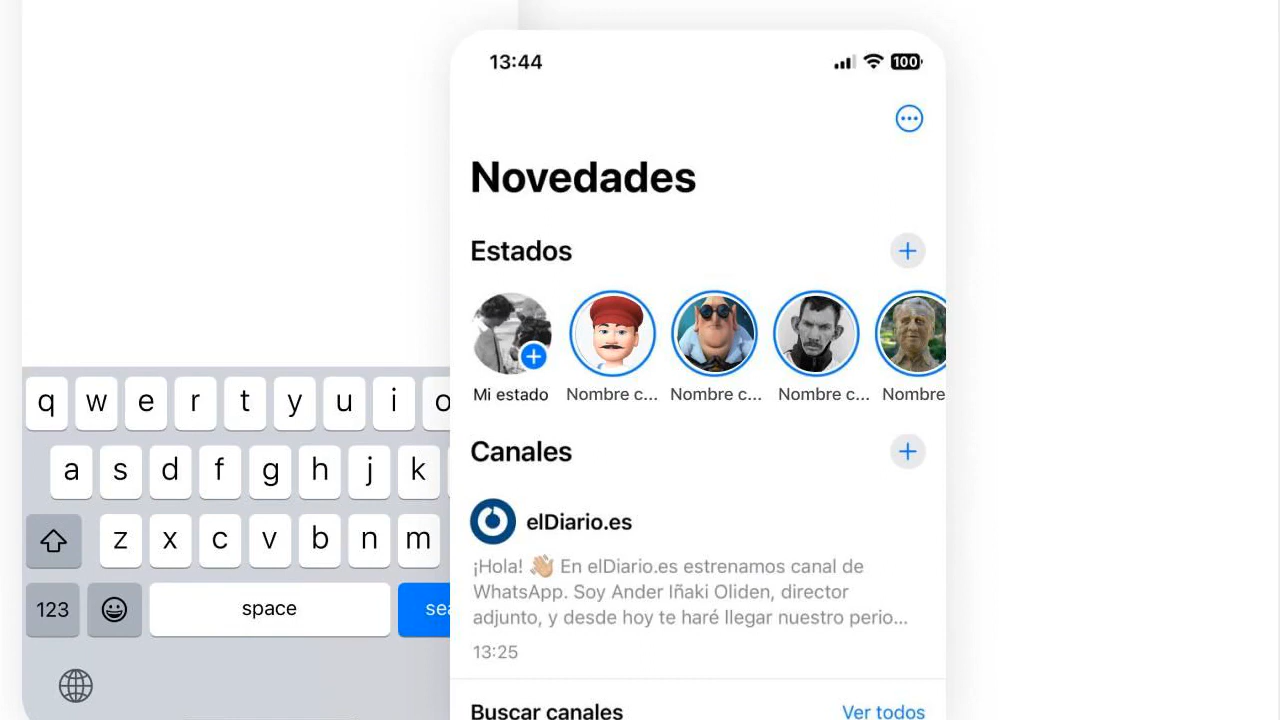 13:44
100
Novedades
Estados
Mi estado
Nombre c...
Nombre c...
Nombre c...
Nombre
Canales
elDiario.es
¡Hola! 👋🏼 En elDiario.es estrenamos canal de
WhatsApp. Soy Ander Iñaki Oliden, director
adjunto, y desde hoy te haré llegar nuestro perio...
13:25
Buscar canales
Ver todos
q w e r t y u i o
a s d f g h j k
z x c v b n m
123
space
sea